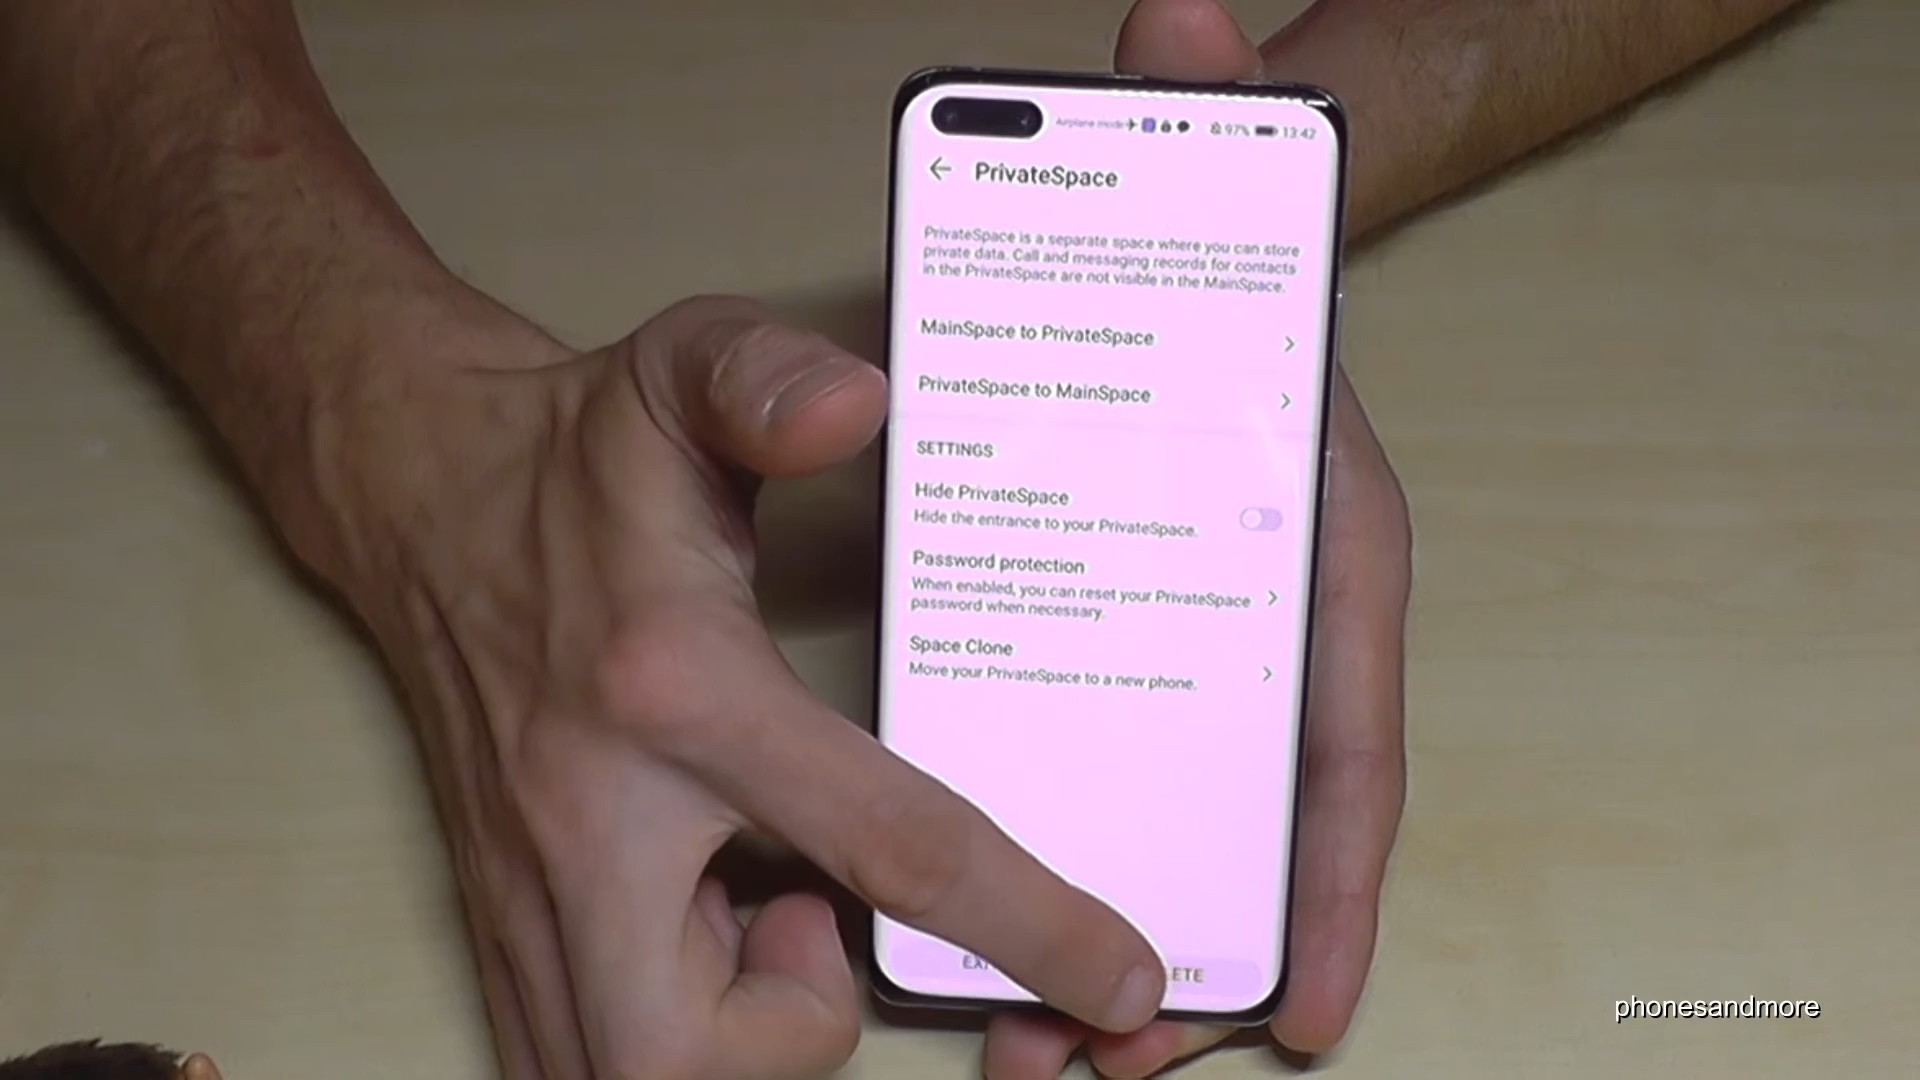 Airplane mode 97% 13:42
PrivateSpace
PrivateSpace is a separate space where you can store
private data. Call and messaging records for contacts
in the PrivateSpace are not visible in the MainSpace.
MainSpace to PrivateSpace
PrivateSpace to MainSpace
SETTINGS
Hide PrivateSpace
Hide the entrance to your PrivateSpace.
Password protection
When enabled, you can reset your PrivateSpace
password when necessary.
Space Clone
Move your PrivateSpace to a new phone.
ETE
phonesandmore